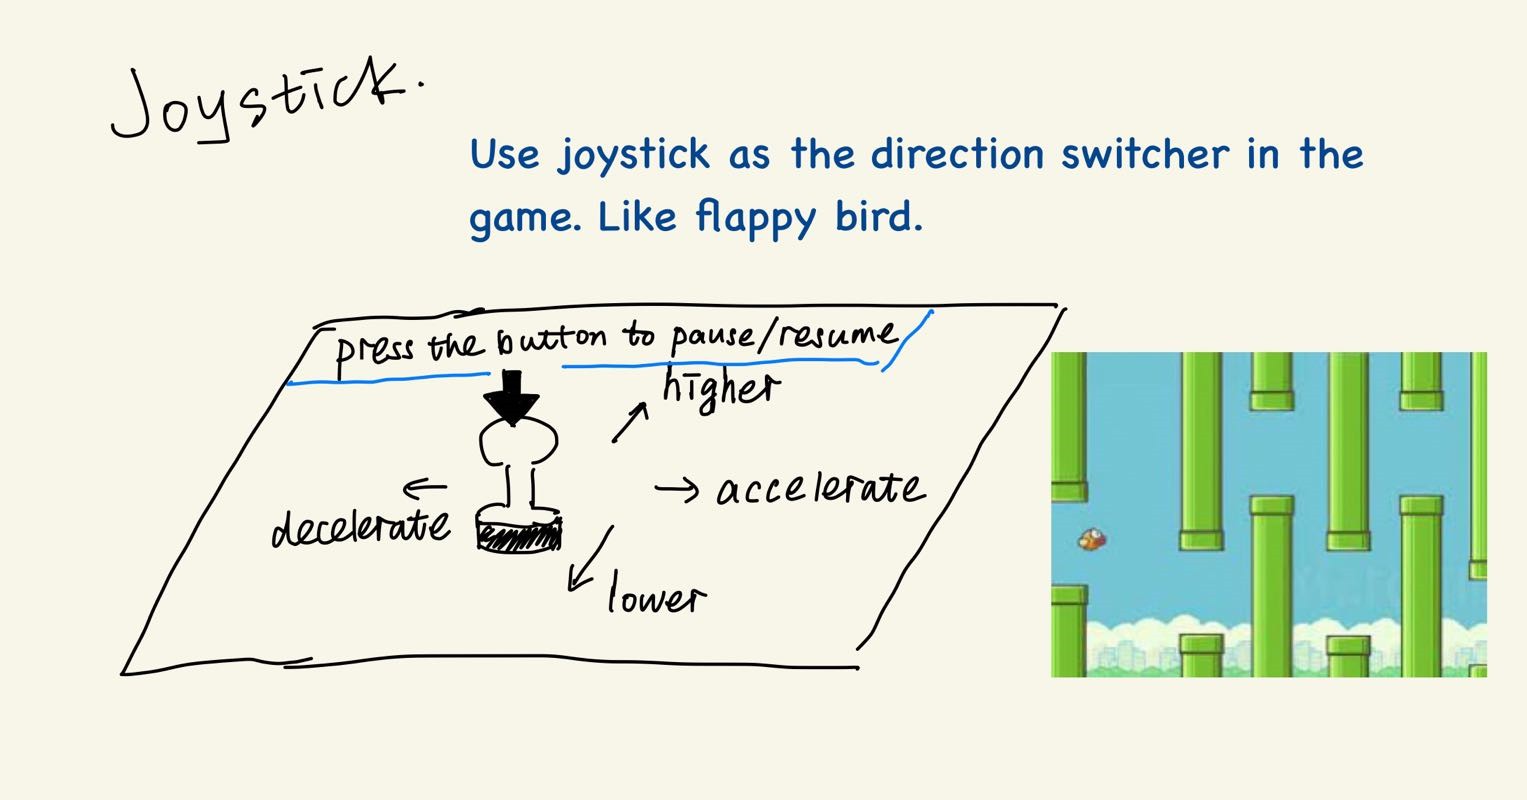 Joystick.
Use joystick as the direction switcher in the
game. Like flappy bird.
press the button to pause/resume
higher
accelerate
decelerate
lower